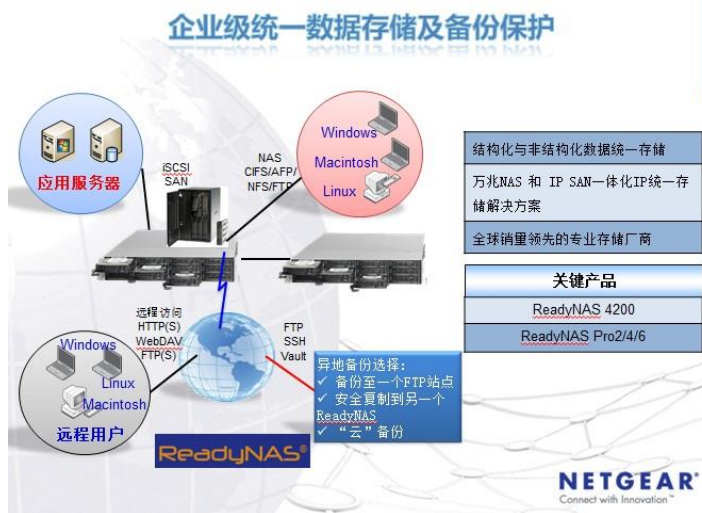 企业级统一数据存储及备份保护
应用服务器
iSCSI
SAN
NAS
CIFS/AFP/
NFS/FTP
Windows
Macintosh
Linux
结构化与非结构化数据统一存储
万兆NAS 和 IP SAN一体化IP统一存
储解决方案
全球销量领先的专业存储厂商
关键产品
ReadyNAS 4200
ReadyNAS Pro2/4/6
远程访问
HTTP(S)
WebDAV
FTP(S)
FTP
SSH
Vault
Windows
Linux
Macintosh
远程用户
异地备份选择:
✓ 备份至一个FTP站点
✓ 安全复制到另一个
ReadyNAS
✓ “云”备份
ReadyNAS®
NETGEAR®
Connect with Innovation™